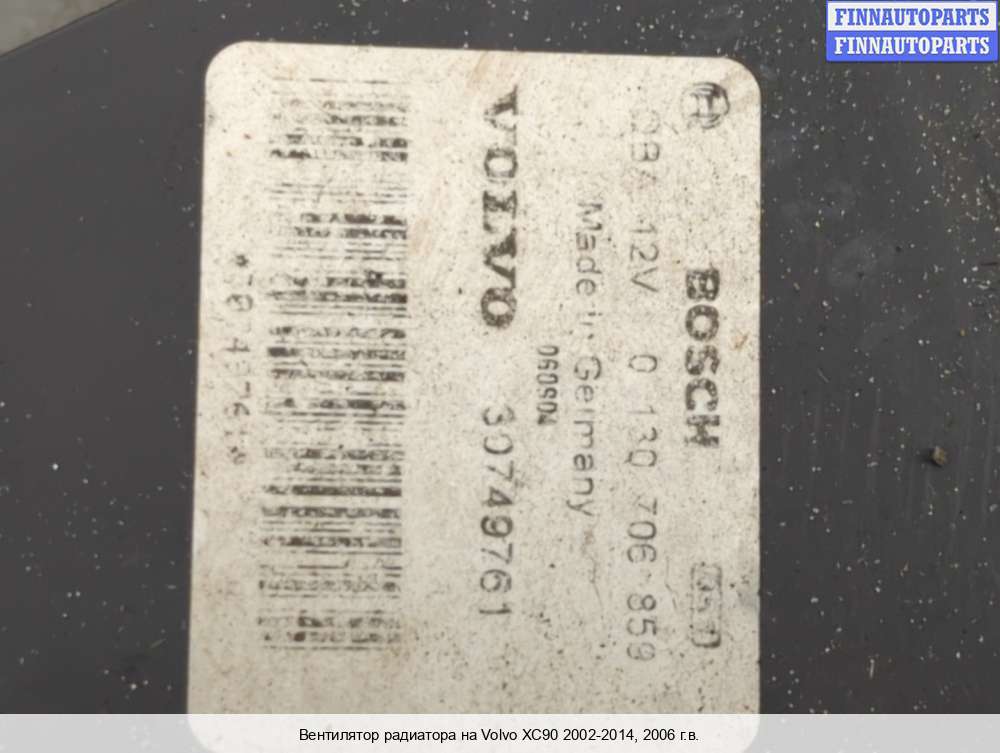 FINNAUTOPARTS
FINNAUTOPARTS
BOSCH
12V 0 130 706 859
Made in Germany
060904
VOLVO 30749761
Вентилятор радиатора на Volvo XC90 2002-2014, 2006 г.в.